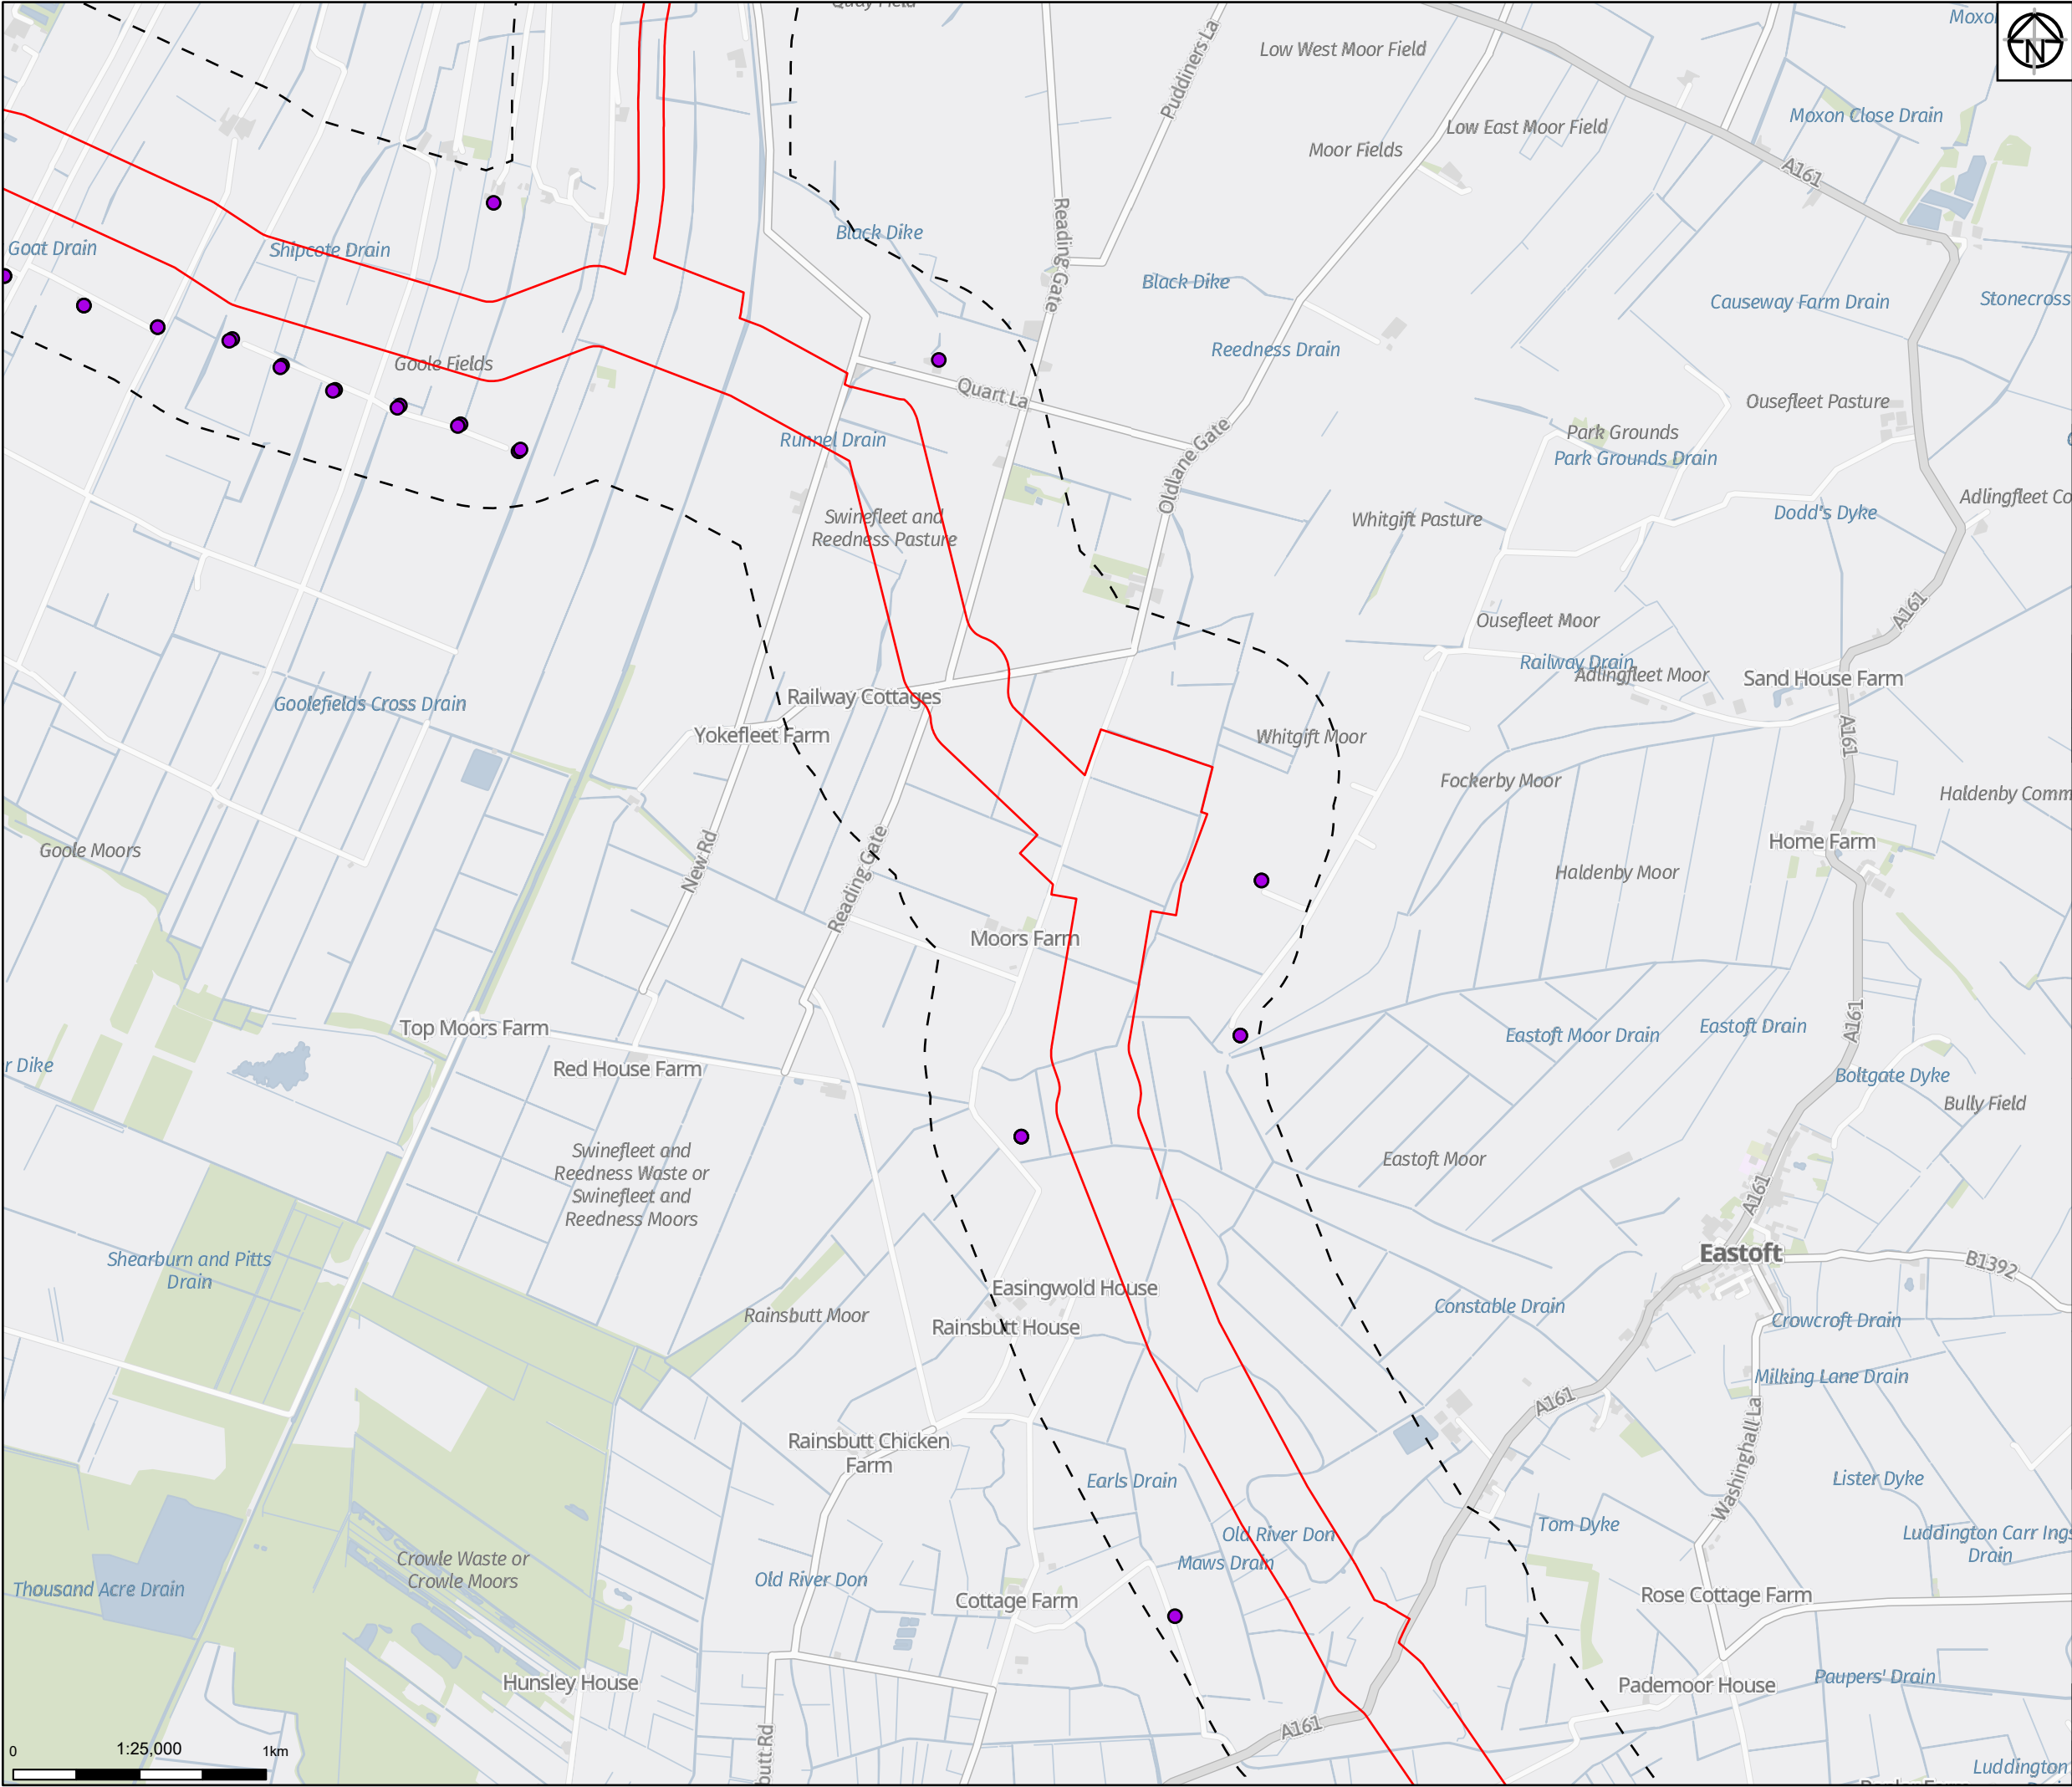 Quay Field
Moxon
N
Low West Moor Field
Puddiners La
Moxon Close Drain
Low East Moor Field
Moor Fields
A161
Reading Gate
Black Dike
Goat Drain
Shipcote Drain
Black Dike
Causeway Farm Drain
Stonecross
Reedness Drain
Goole Fields
Quart La
Ousefleet Pasture
Park Grounds
Runnel Drain
Oldlane Gate
Park Grounds Drain
Adlingfleet Co
Swinefleet and
Reedness Pasture
Whitgift Pasture
Dodd's Dyke
A161
Ousefleet Moor
Railway Drain
Adlingfleet Moor
Sand House Farm
Goolefields Cross Drain
Railway Cottages
Yokefleet Farm
Whitgift Moor
A161
Fockerby Moor
Haldenby Comm
Goole Moors
New Rd
Reading Gate
Home Farm
Haldenby Moor
Moors Farm
Top Moors Farm
Eastoft Moor Drain
Eastoft Drain
A161
r Dike
Red House Farm
Boltgate Dyke
Bully Field
Swinefleet and
Reedness Waste or
Swinefleet and
Reedness Moors
Eastoft Moor
A161
Shearburn and Pitts
Drain
Eastoft
B1392
Easingwold House
Rainsbutt Moor
Rainsbutt House
Constable Drain
Crowcroft Drain
Milking Lane Drain
A161
Rainsbutt Chicken
Farm
Washinghall La
Earls Drain
Lister Dyke
Old River Don
Tom Dyke
Luddington Carr Ings
Drain
Maws Drain
Crowle Waste or
Crowle Moors
Old River Don
Thousand Acre Drain
Cottage Farm
Rose Cottage Farm
Hunsley House
Pademoor House
Paupers' Drain
A161
butt Rd
0
1:25,000
1km
Luddington